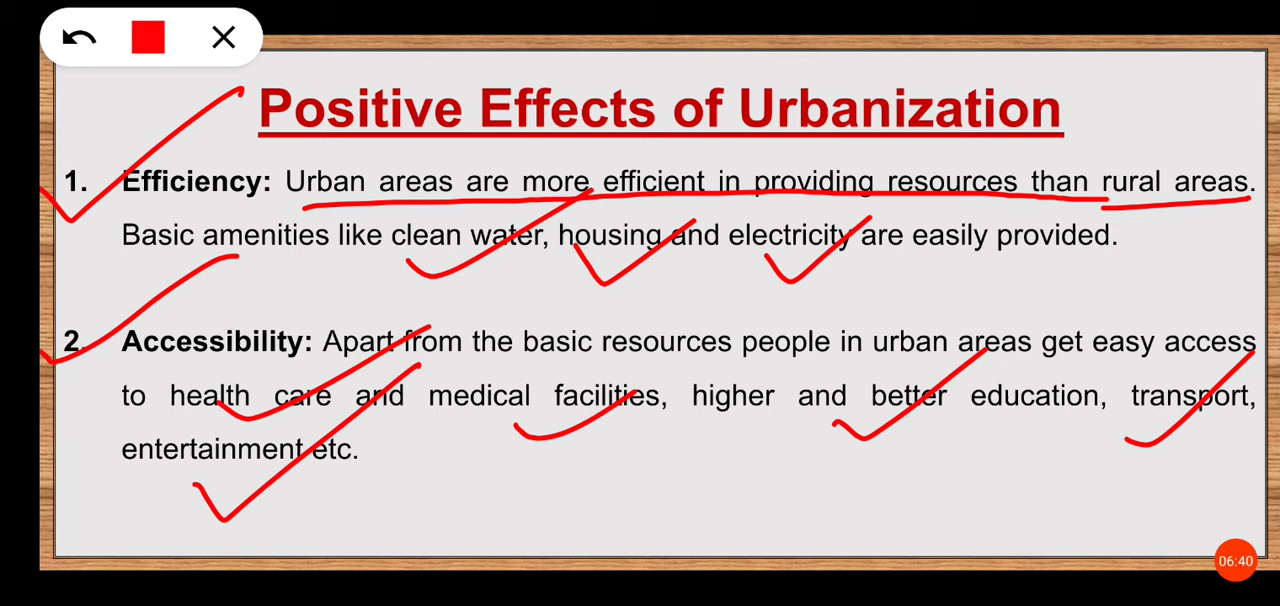 Positive Effects of Urbanization
1. Efficiency: Urban areas are more efficient in providing resources than rural areas.
Basic amenities like clean water, housing and electricity are easily provided.
2. Accessibility: Apart from the basic resources people in urban areas get easy access
to health care and medical facilities, higher and better education, transport,
entertainment etc.
06:40